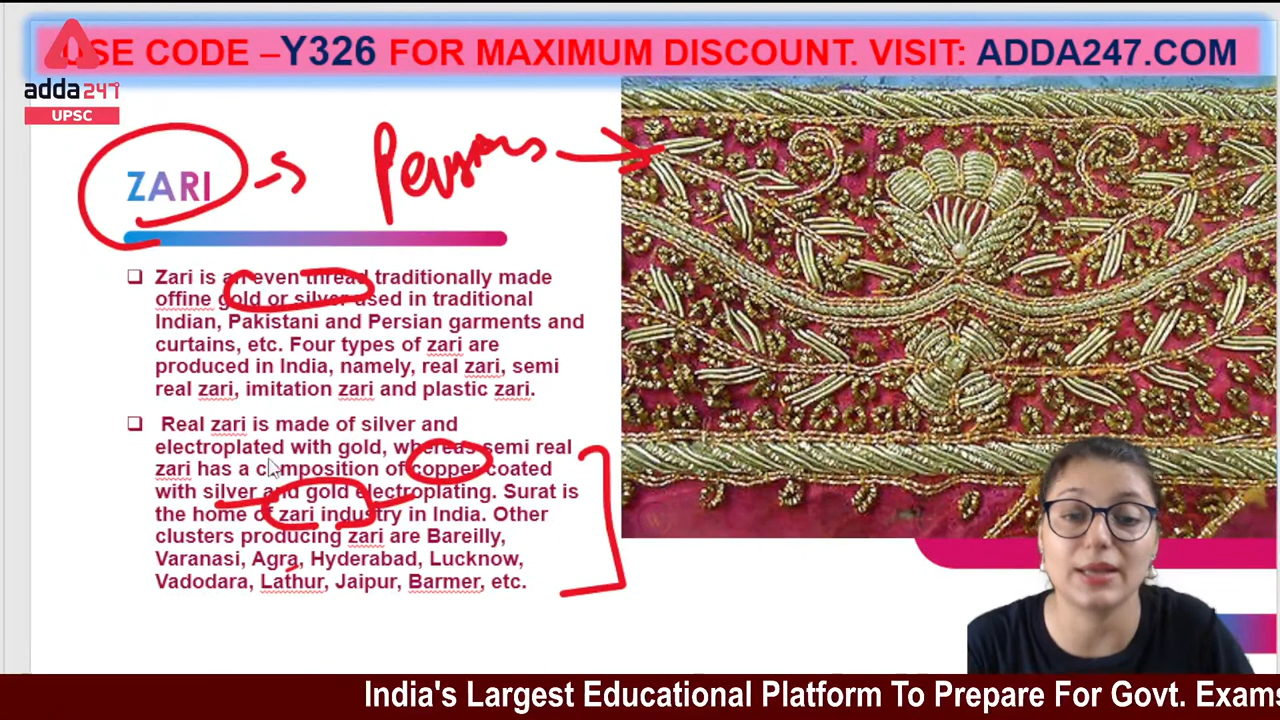 USE CODE –Y326 FOR MAXIMUM DISCOUNT. VISIT: ADDA247.COM
adda247
UPSC
ZARI
Zari is an even thread traditionally made
offine gold or silver used in traditional
Indian, Pakistani and Persian garments and
curtains, etc. Four types of zari are
produced in India, namely, real zari, semi
real zari, imitation zari and plastic zari.
Real zari is made of silver and
electroplated with gold, whereas semi real
zari has a composition of copper coated
with silver and gold electroplating. Surat is
the home of zari industry in India. Other
clusters producing zari are Bareilly,
Varanasi, Agra, Hyderabad, Lucknow,
Vadodara, Lathur, Jaipur, Barmer, etc.
India's Largest Educational Platform To Prepare For Govt. Exams